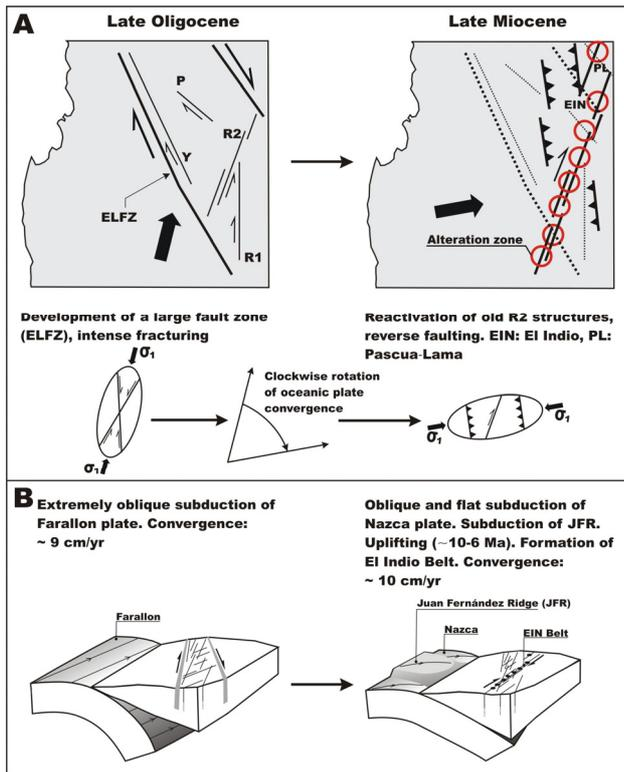 A
Late Oligocene
Late Miocene
P
R2
Y
ELFZ
R1
PL
EIN
Alteration zone
Development of a large fault zone
(ELFZ), intense fracturing
Reactivation of old R2 structures,
reverse faulting. EIN: El Indio, PL:
Pascua-Lama
σ1
σ1
Clockwise rotation
of oceanic plate
convergence
σ1
σ1
B
Extremely oblique subduction of
Farallon plate. Convergence:
~ 9 cm/yr
Oblique and flat subduction of
Nazca plate. Subduction of JFR.
Uplifting (~10-6 Ma). Formation of
El Indio Belt. Convergence:
~ 10 cm/yr
Farallon
Juan Fernández Ridge (JFR)
Nazca
EIN Belt